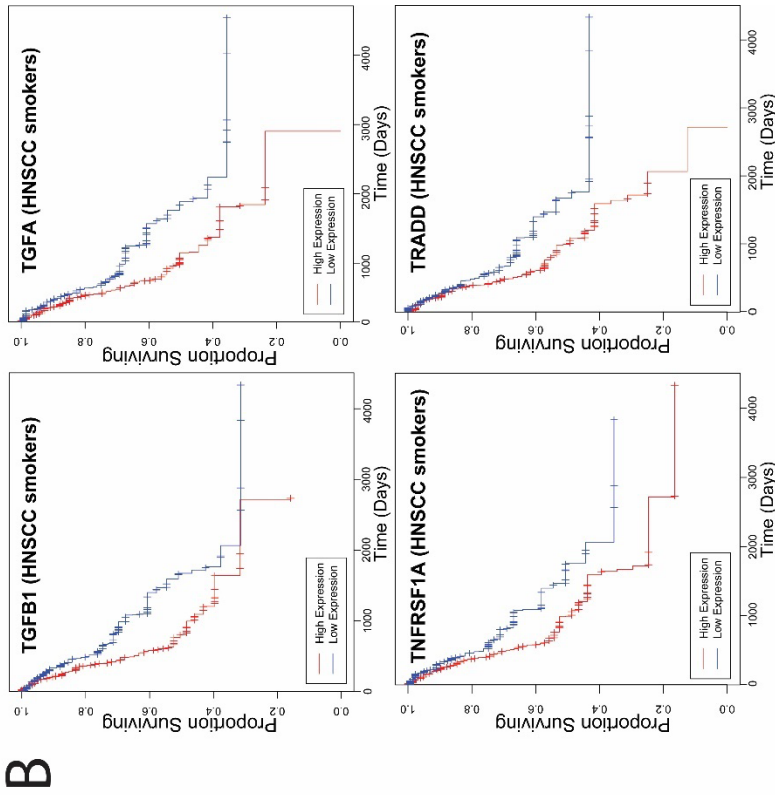 B
TGFB1 (HNSCC smokers)
Proportion Surviving
1.0
0.8
0.6
0.4
0.2
0.0
High Expression
Low Expression
0
1000
2000
3000
4000
Time (Days)
TGFA (HNSCC smokers)
Proportion Surviving
1.0
0.8
0.6
0.4
0.2
0.0
High Expression
Low Expression
0
1000
2000
3000
4000
Time (Days)
TNFRSF1A (HNSCC smokers)
Proportion Surviving
1.0
0.8
0.6
0.4
0.2
0.0
High Expression
Low Expression
0
1000
2000
3000
4000
Time (Days)
TRADD (HNSCC smokers)
Proportion Surviving
1.0
0.8
0.6
0.4
0.2
0.0
High Expression
Low Expression
0
1000
2000
3000
4000
Time (Days)